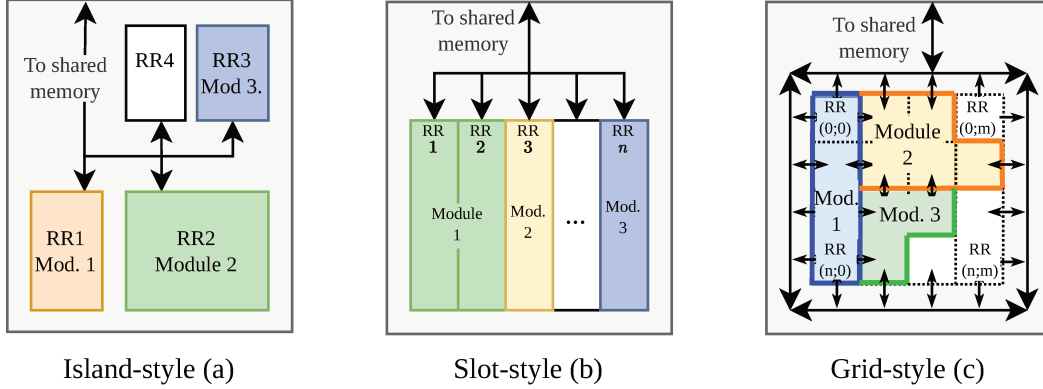 To shared
memory
RR4
RR3
Mod 3.
RR1
Mod. 1
RR2
Module 2
Island-style (a)
To shared
memory
RR RR RR RR
1 2 3 n
Module
1
Mod.
2
...
Mod.
3
Slot-style (b)
To shared
memory
RR
(0;0)
Module
2
RR
(0;m)
Mod.
1
Mod. 3
RR
(n;0)
RR
(n;m)
Grid-style (c)